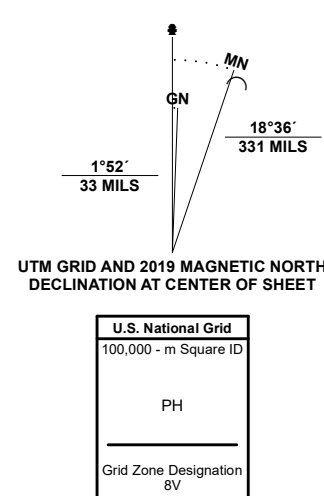 MN
GN
18°36´
331 MILS
1°52´
33 MILS
UTM GRID AND 2019 MAGNETIC NORTH
DECLINATION AT CENTER OF SHEET
U.S. National Grid
100,000 - m Square ID
PH
Grid Zone Designation
8V